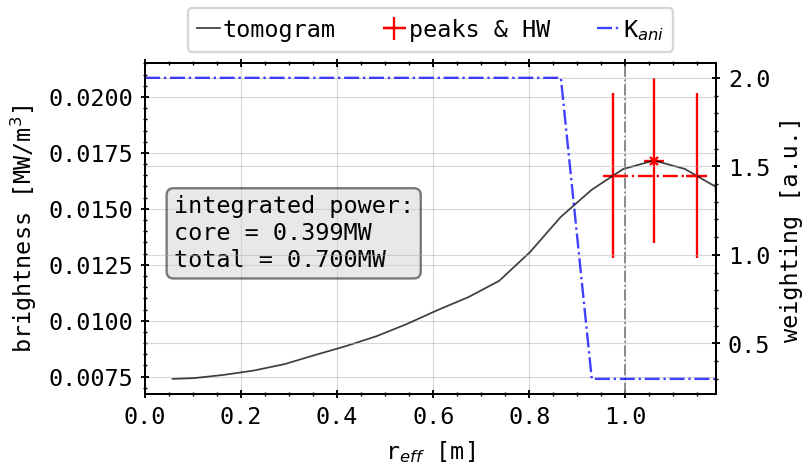 tomogram peaks & HW K_ani
brightness [MW/m³]
0.0200
0.0175
0.0150
0.0125
0.0100
0.0075
integrated power:
core = 0.399MW
total = 0.700MW
2.0
1.5
1.0
0.5
weighting [a.u.]
0.0 0.2 0.4 0.6 0.8 1.0
r_eff [m]